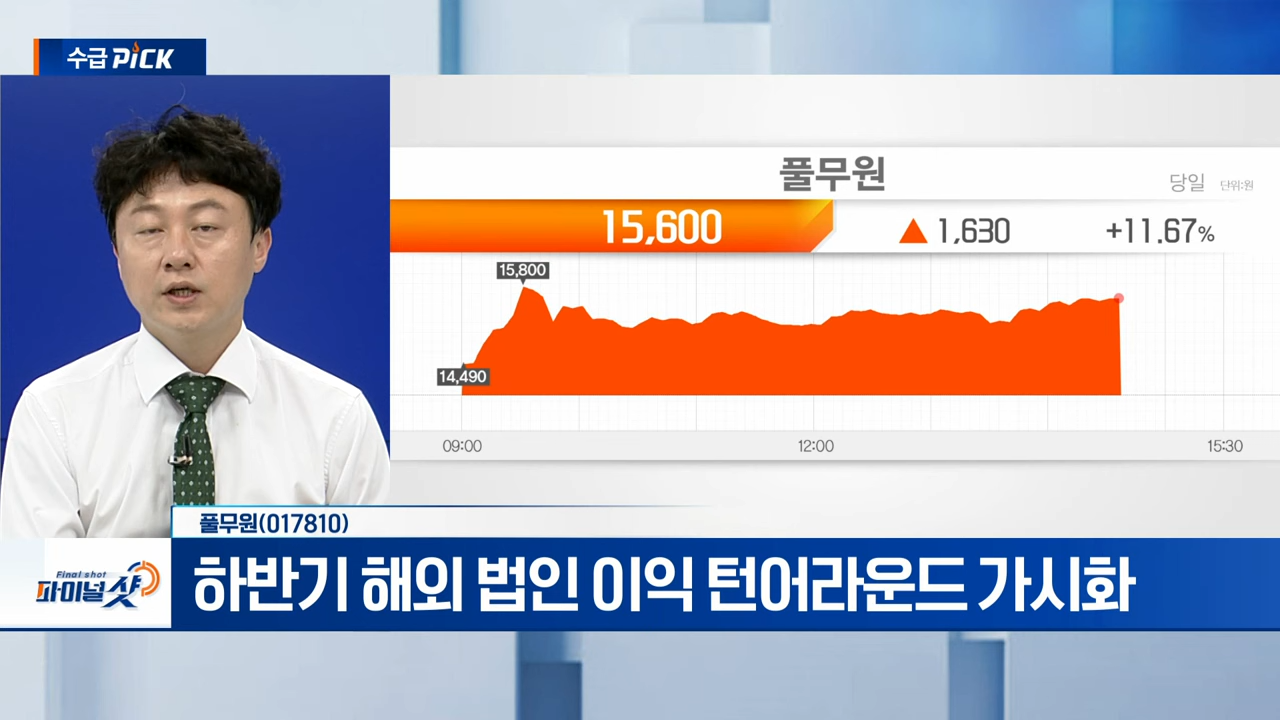 수급 PiCK
풀무원
당일 단위:원
15,600 ▲ 1,630 +11.67%
15,800
14,490
09:00 12:00 15:30
풀무원(017810)
Final shot
파이널샷
하반기 해외 법인 이익 턴어라운드 가시화